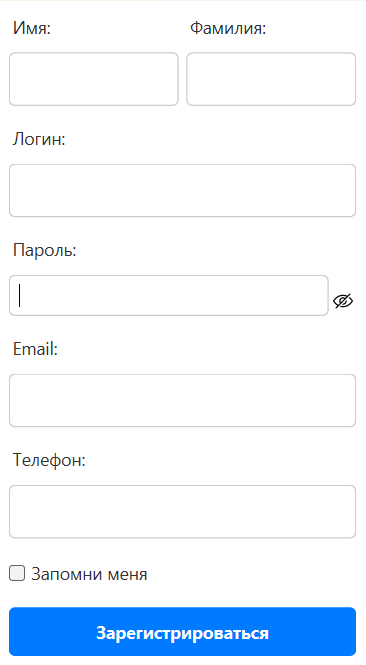 Имя: Фамилия:
Логин:
Пароль:
Email:
Телефон:
Запомни меня
Зарегистрироваться